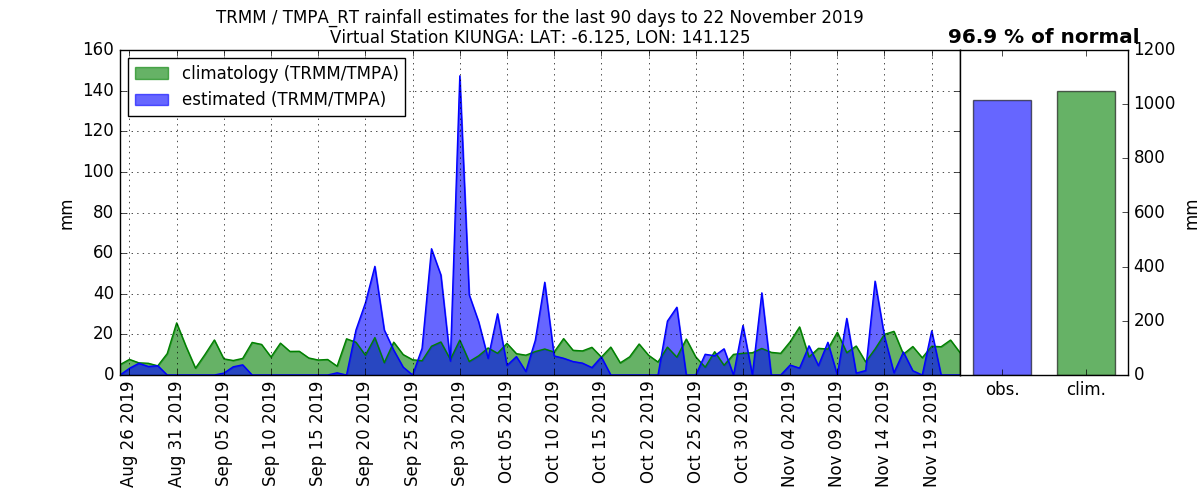 TRMM / TMPA_RT rainfall estimates for the last 90 days to 22 November 2019
Virtual Station KIUNGA: LAT: -6.125, LON: 141.125
96.9 % of normal
climatology (TRMM/TMPA)
estimated (TRMM/TMPA)
160
140
120
100
80
60
40
20
0
mm
Aug 26 2019
Aug 31 2019
Sep 05 2019
Sep 10 2019
Sep 15 2019
Sep 20 2019
Sep 25 2019
Sep 30 2019
Oct 05 2019
Oct 10 2019
Oct 15 2019
Oct 20 2019
Oct 25 2019
Oct 30 2019
Nov 04 2019
Nov 09 2019
Nov 14 2019
Nov 19 2019
obs.
clim.
1200
1000
800
600
400
200
0
mm